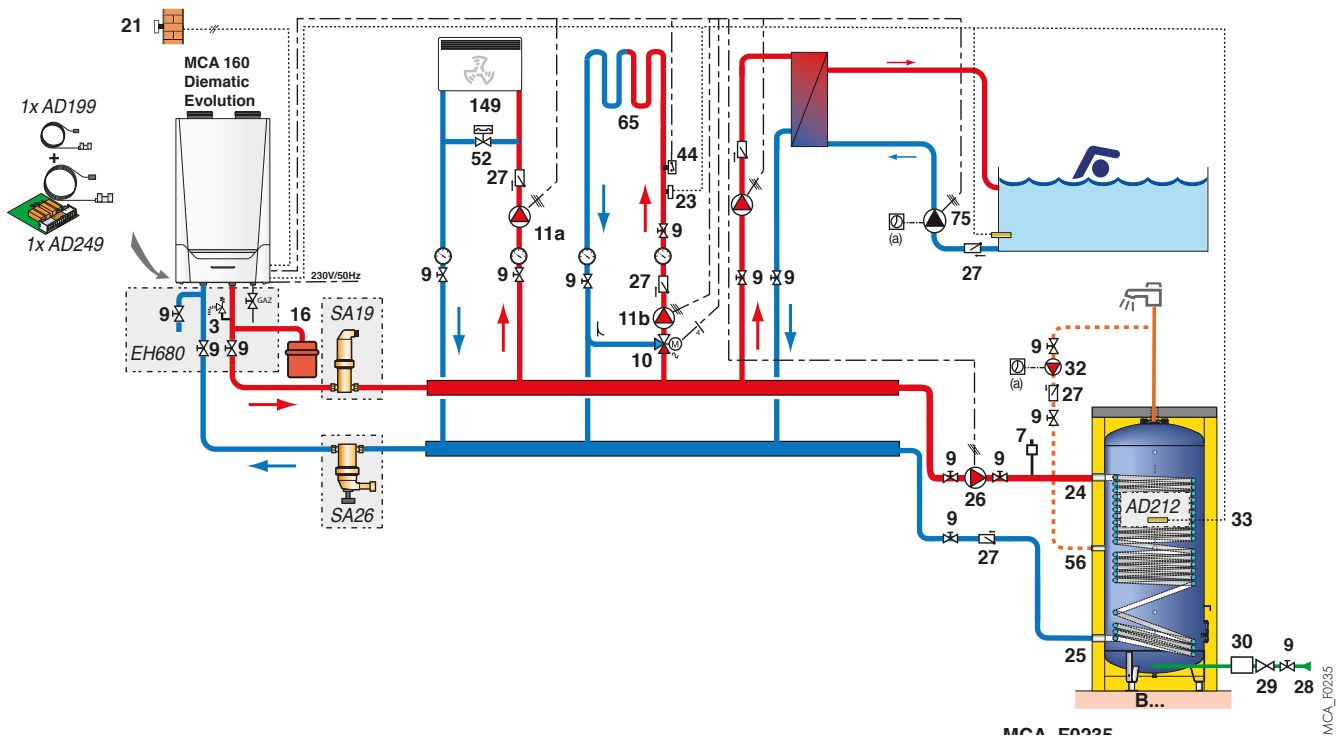 21
MCA 160
Diematic
Evolution
1x AD199
+
1x AD249
230V/50Hz
GAZ
9
3
9
9
EH680
16
SA19
SA26
149
52
27
11a
9
9
65
44
23
9
27
11b
10
M
4
9
9
9
75
(a)
27
9
32
(a)
27
9
7
9
9
26
24
AD212
33
9
27
56
25
30
9
29
28
B...
MCA_F0235
MCA_F0235